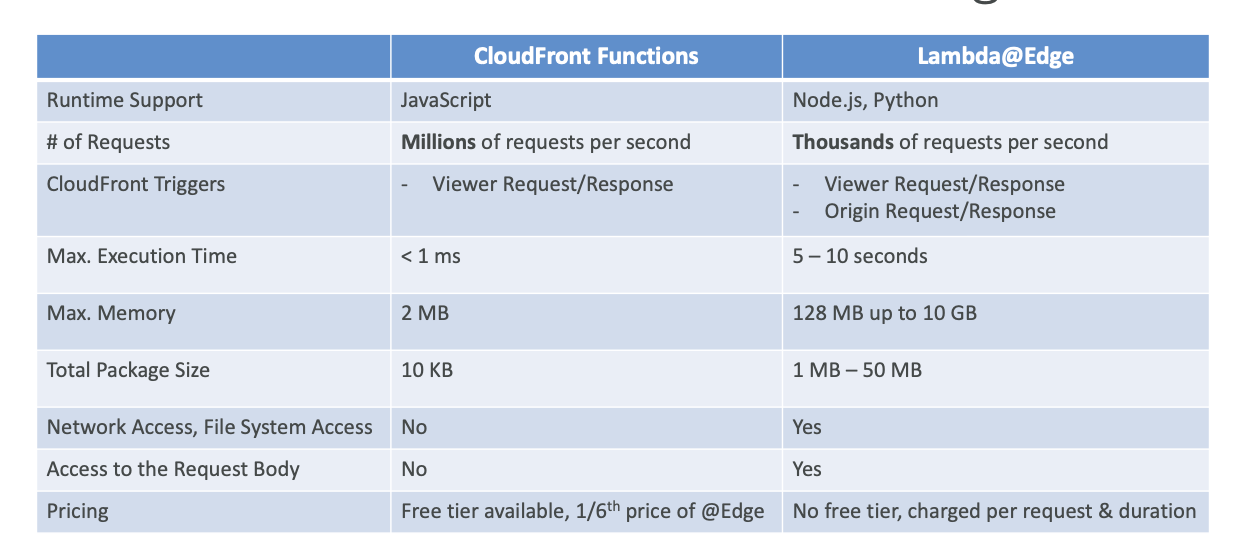 CloudFront Functions Lambda@Edge
Runtime Support JavaScript Node.js, Python
# of Requests Millions of requests per second Thousands of requests per second
CloudFront Triggers - Viewer Request/Response - Viewer Request/Response
- Origin Request/Response
Max. Execution Time < 1 ms 5 – 10 seconds
Max. Memory 2 MB 128 MB up to 10 GB
Total Package Size 10 KB 1 MB – 50 MB
Network Access, File System Access No Yes
Access to the Request Body No Yes
Pricing Free tier available, 1/6th price of @Edge No free tier, charged per request & duration